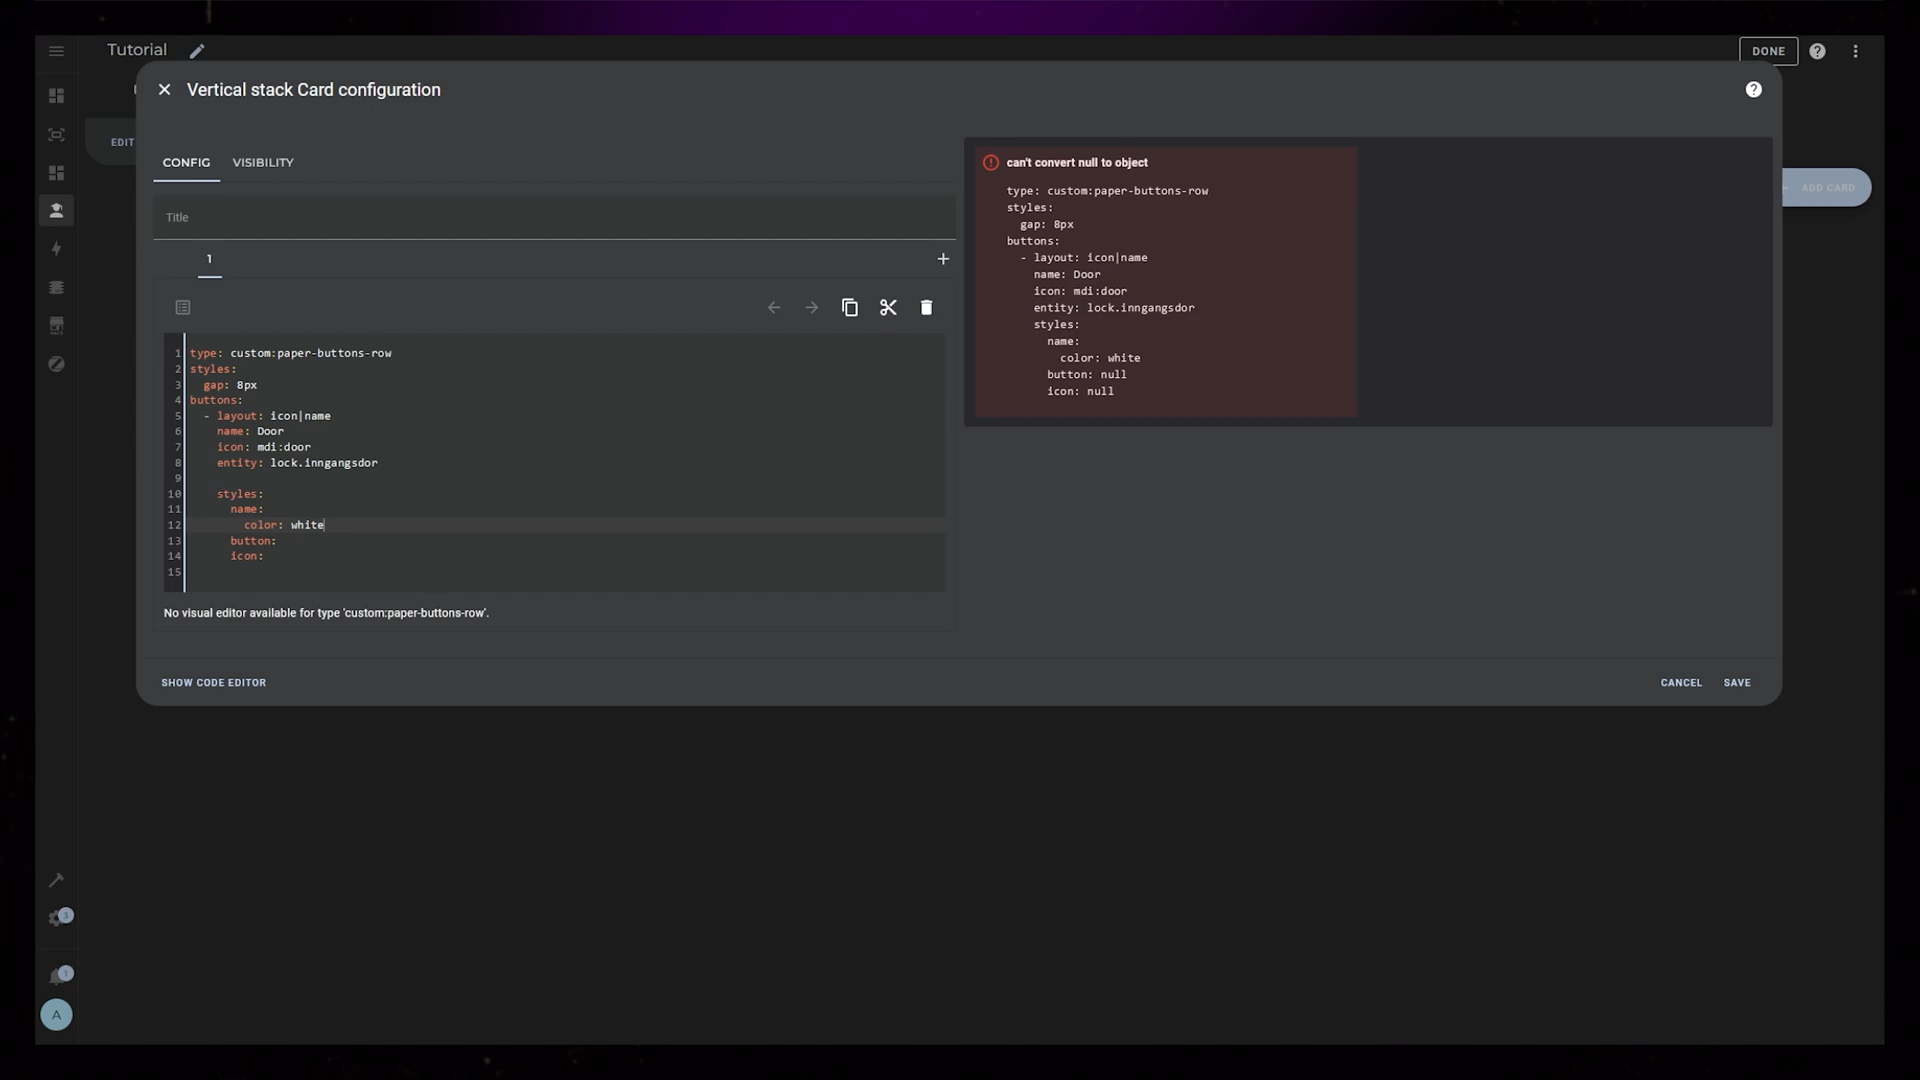 Tutorial
DONE
Vertical stack Card configuration
EDIT
CONFIG VISIBILITY
ADD CARD
Title
1
1 type: custom:paper-buttons-row
2 styles:
3 gap: 8px
4 buttons:
5 - layout: icon|name
6 name: Door
7 icon: mdi:door
8 entity: lock.inngangsdor
9
10 styles:
11 name:
12 color: white
13 button:
14 icon:
15
No visual editor available for type 'custom:paper-buttons-row'.
can't convert null to object
type: custom:paper-buttons-row
styles:
gap: 8px
buttons:
- layout: icon|name
name: Door
icon: mdi:door
entity: lock.inngangsdor
styles:
name:
color: white
button: null
icon: null
SHOW CODE EDITOR
CANCEL SAVE
3
1
A